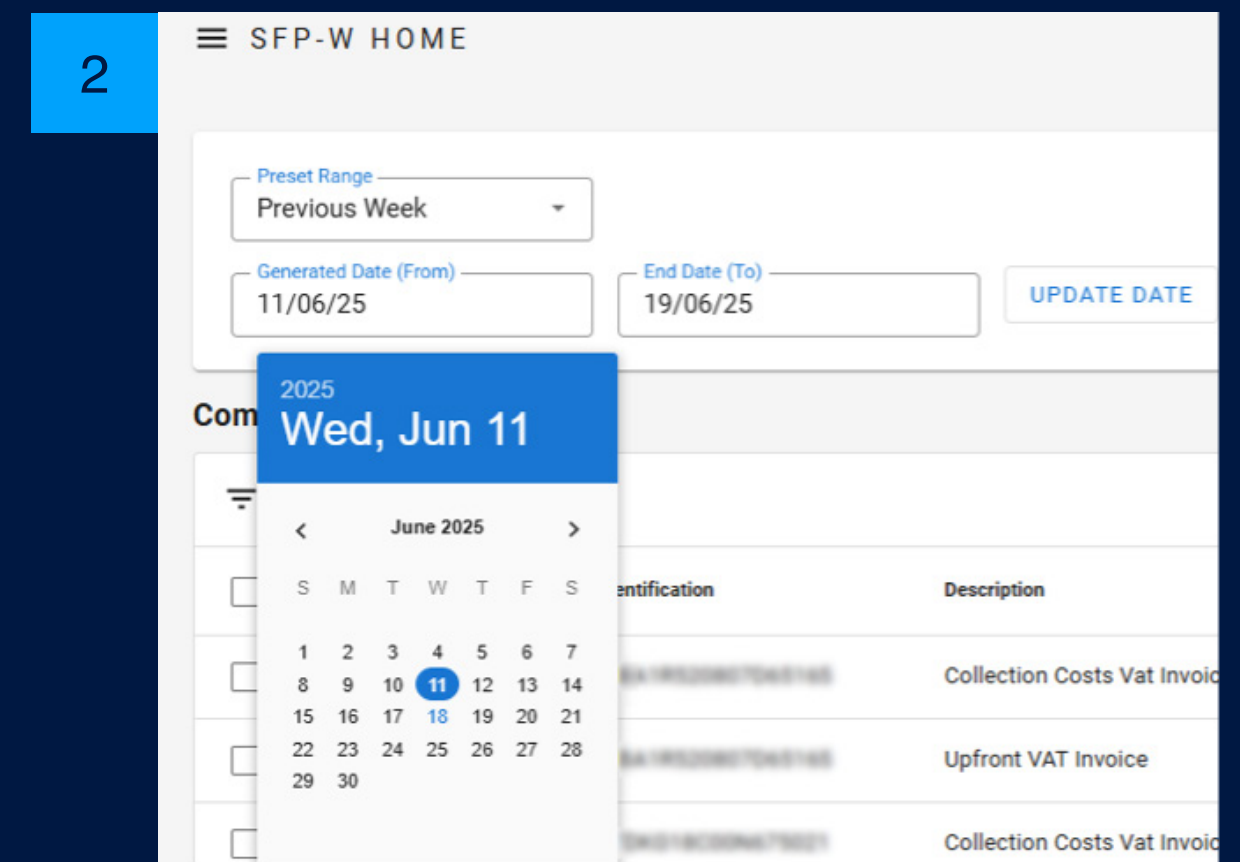 2
SFP-W HOME
Preset Range
Previous Week
Generated Date (From)
11/06/25
End Date (To)
19/06/25
UPDATE DATE
Com
2025
Wed, Jun 11
June 2025
S M T W T F S
1 2 3 4 5 6 7
8 9 10 11 12 13 14
15 16 17 18 19 20 21
22 23 24 25 26 27 28
29 30
entification Description
Collection Costs Vat Invoic
Upfront VAT Invoice
Collection Costs Vat Invoic